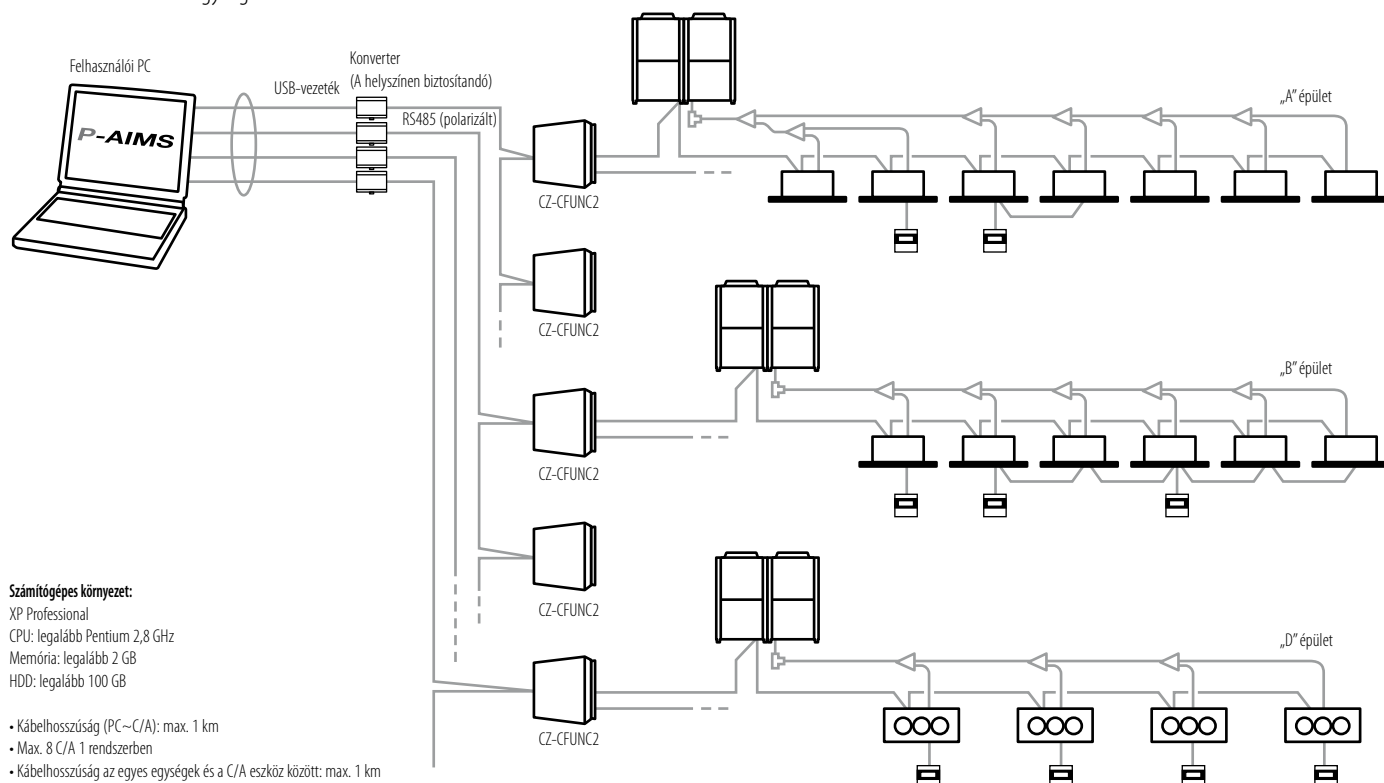 Felhasználói PC
P-AIMS
USB-vezeték
Konverter
(A helyszínen biztosítandó)
RS485 (polarizált)
CZ-CFUNC2
„A” épület
CZ-CFUNC2
„B” épület
CZ-CFUNC2
CZ-CFUNC2
„D” épület
CZ-CFUNC2
Számítógépes környezet:
XP Professional
CPU: legalább Pentium 2,8 GHz
Memória: legalább 2 GB
HDD: legalább 100 GB
• Kábelhosszúság (PC~C/A): max. 1 km
• Max. 8 C/A 1 rendszerben
• Kábelhosszúság az egyes egységek és a C/A eszköz között: max. 1 km